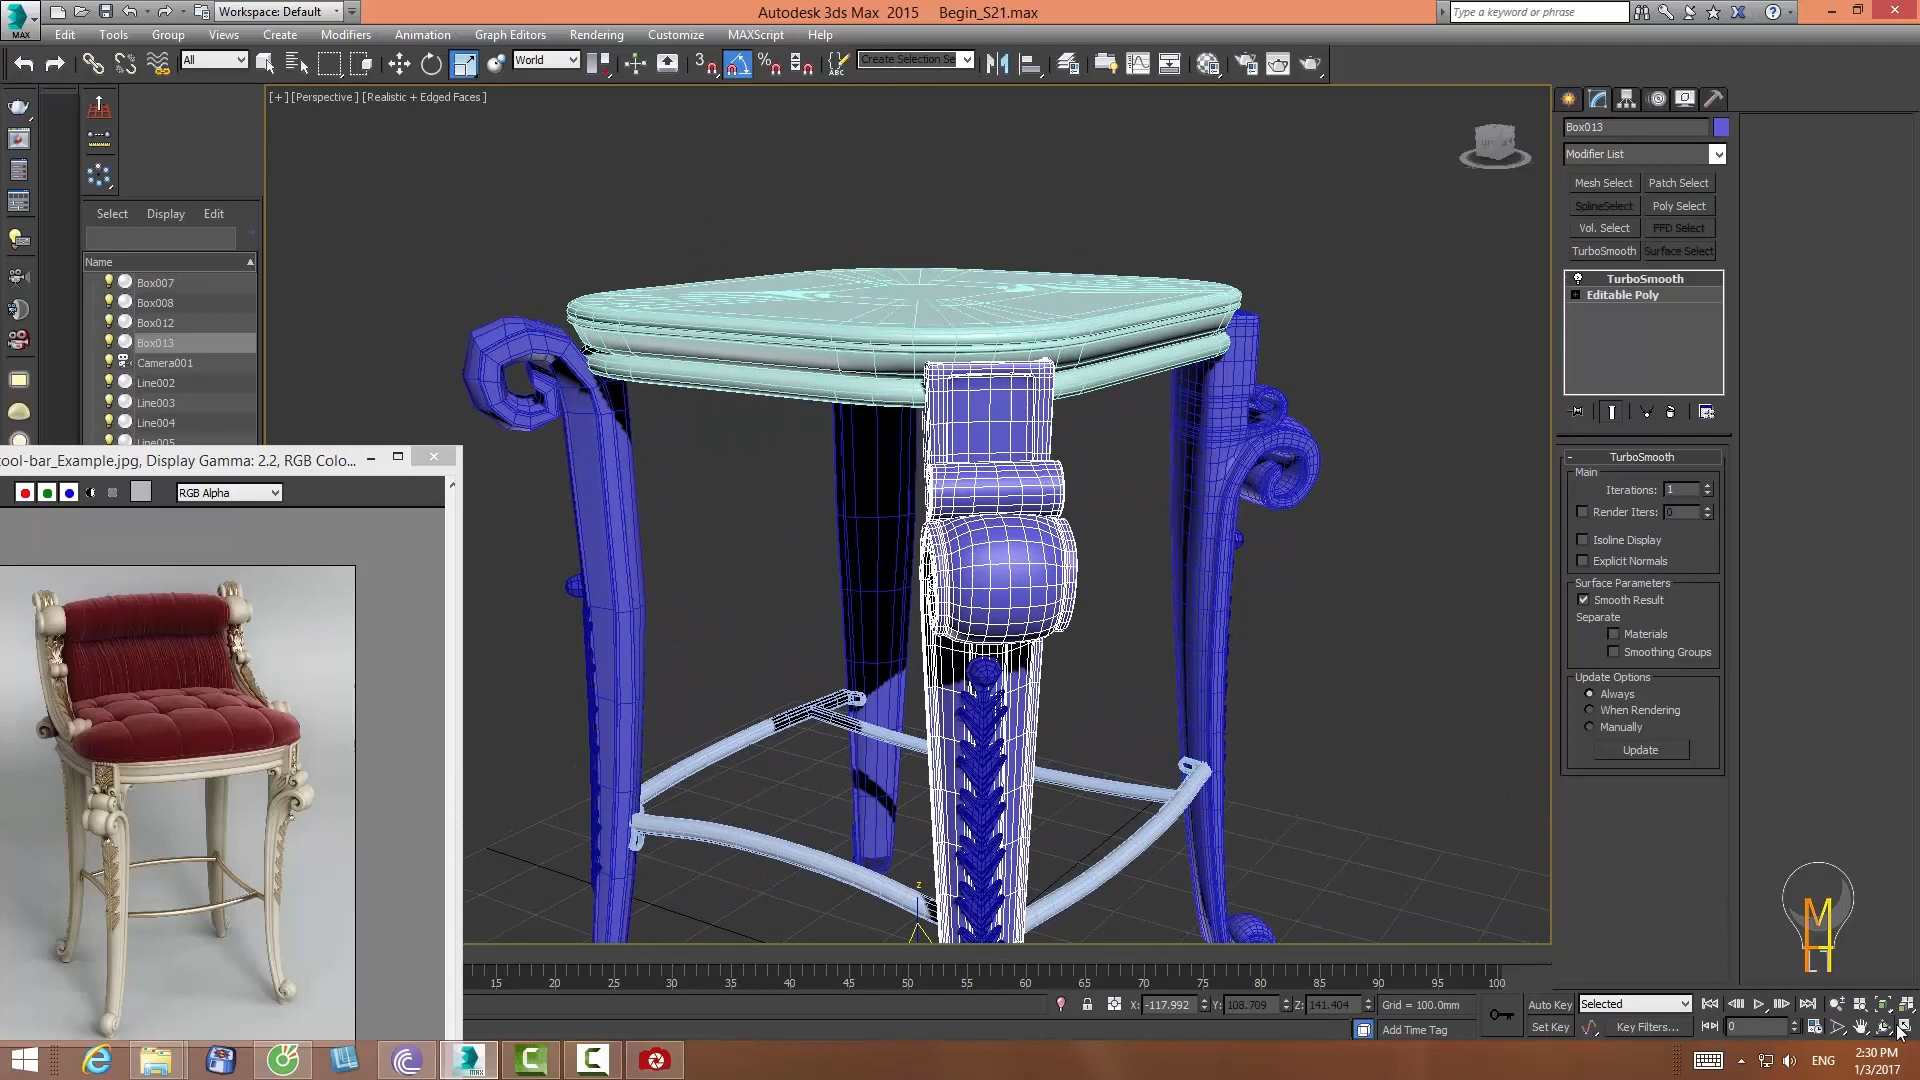 MAX
Workspace: Default
Autodesk 3ds Max 2015 Begin_S21.max
Type a keyword or phrase
Edit Tools Group Views Create Modifiers Animation Graph Editors Rendering Customize MAXScript Help
All
World
3
ABC
Create Selection Se
[+] [Perspective] [Realistic + Edged Faces]
Select Display Edit
Name
Box007
Box008
Box012
Box013
Camera001
Line002
Line003
Line004
Line005
tool-bar_Example.jpg, Display Gamma: 2.2, RGB Colo...
RGB Alpha
Box013
Modifier List
Mesh Select Patch Select
SplineSelect Poly Select
Vol. Select FFD Select
TurboSmooth Surface Select
TurboSmooth
Editable Poly
TurboSmooth
Main
Iterations: 1
Render Iters: 0
Isoline Display
Explicit Normals
Surface Parameters
Smooth Result
Separate
Materials
Smoothing Groups
Update Options
Always
When Rendering
Manually
Update
z
15 20 25 30 35 40 45 50 55 60 65 70 75 80 85 90 95 100
X: -117.992 Y: 108.709 Z: 141.404 Grid = 100.0mm
Add Time Tag
Auto Key Selected
Set Key Key Filters... 0
MAX
ENG
2:30 PM
1/3/2017